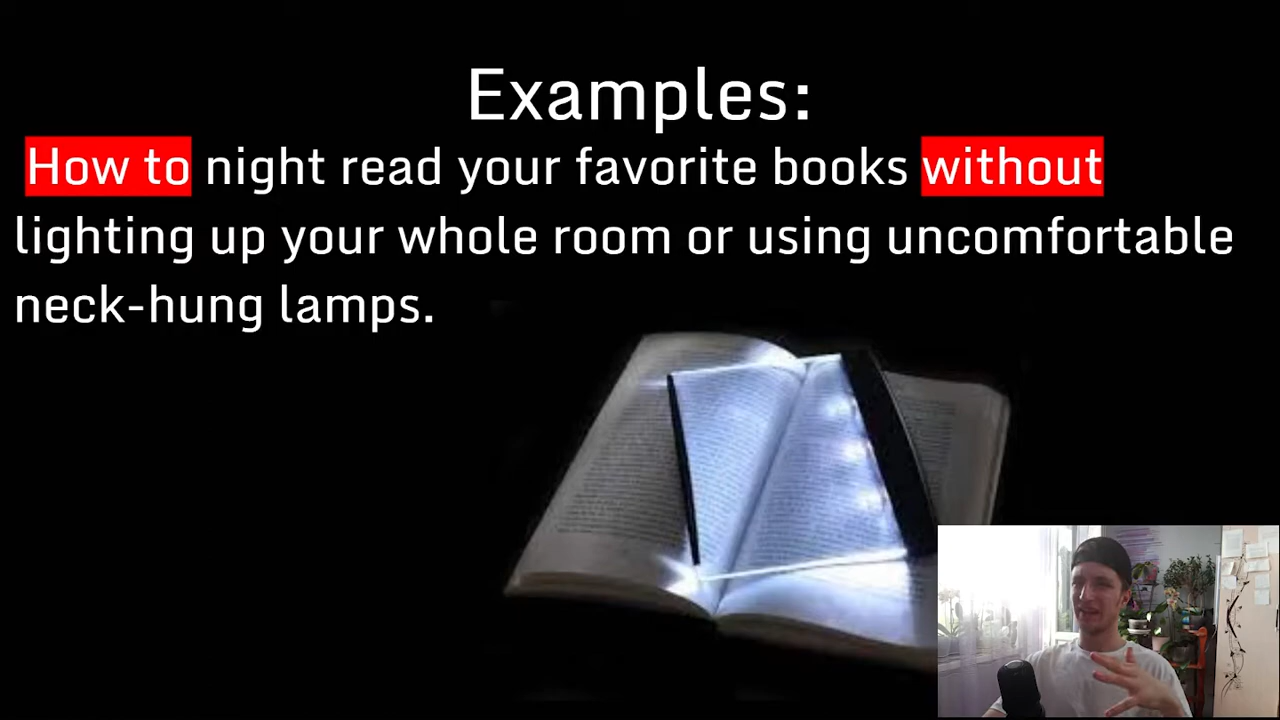 Examples:
How to night read your favorite books without
lighting up your whole room or using uncomfortable
neck-hung lamps.